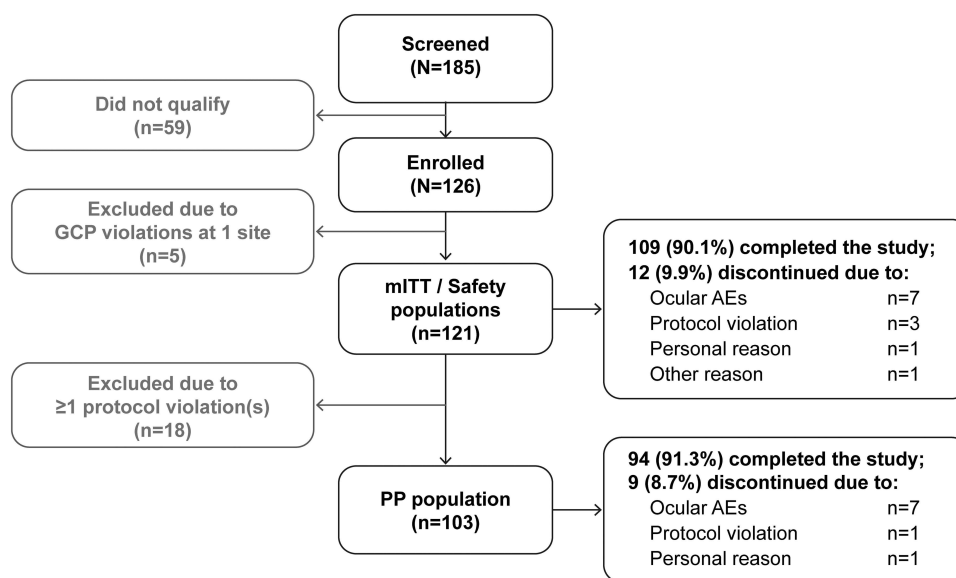 Screened
(N=185)
Did not qualify
(n=59)
Enrolled
(N=126)
Excluded due to
GCP violations at 1 site
(n=5)
mITT / Safety
populations
(n=121)
109 (90.1%) completed the study;
12 (9.9%) discontinued due to:
Ocular AEs n=7
Protocol violation n=3
Personal reason n=1
Other reason n=1
Excluded due to
≥1 protocol violation(s)
(n=18)
PP population
(n=103)
94 (91.3%) completed the study;
9 (8.7%) discontinued due to:
Ocular AEs n=7
Protocol violation n=1
Personal reason n=1